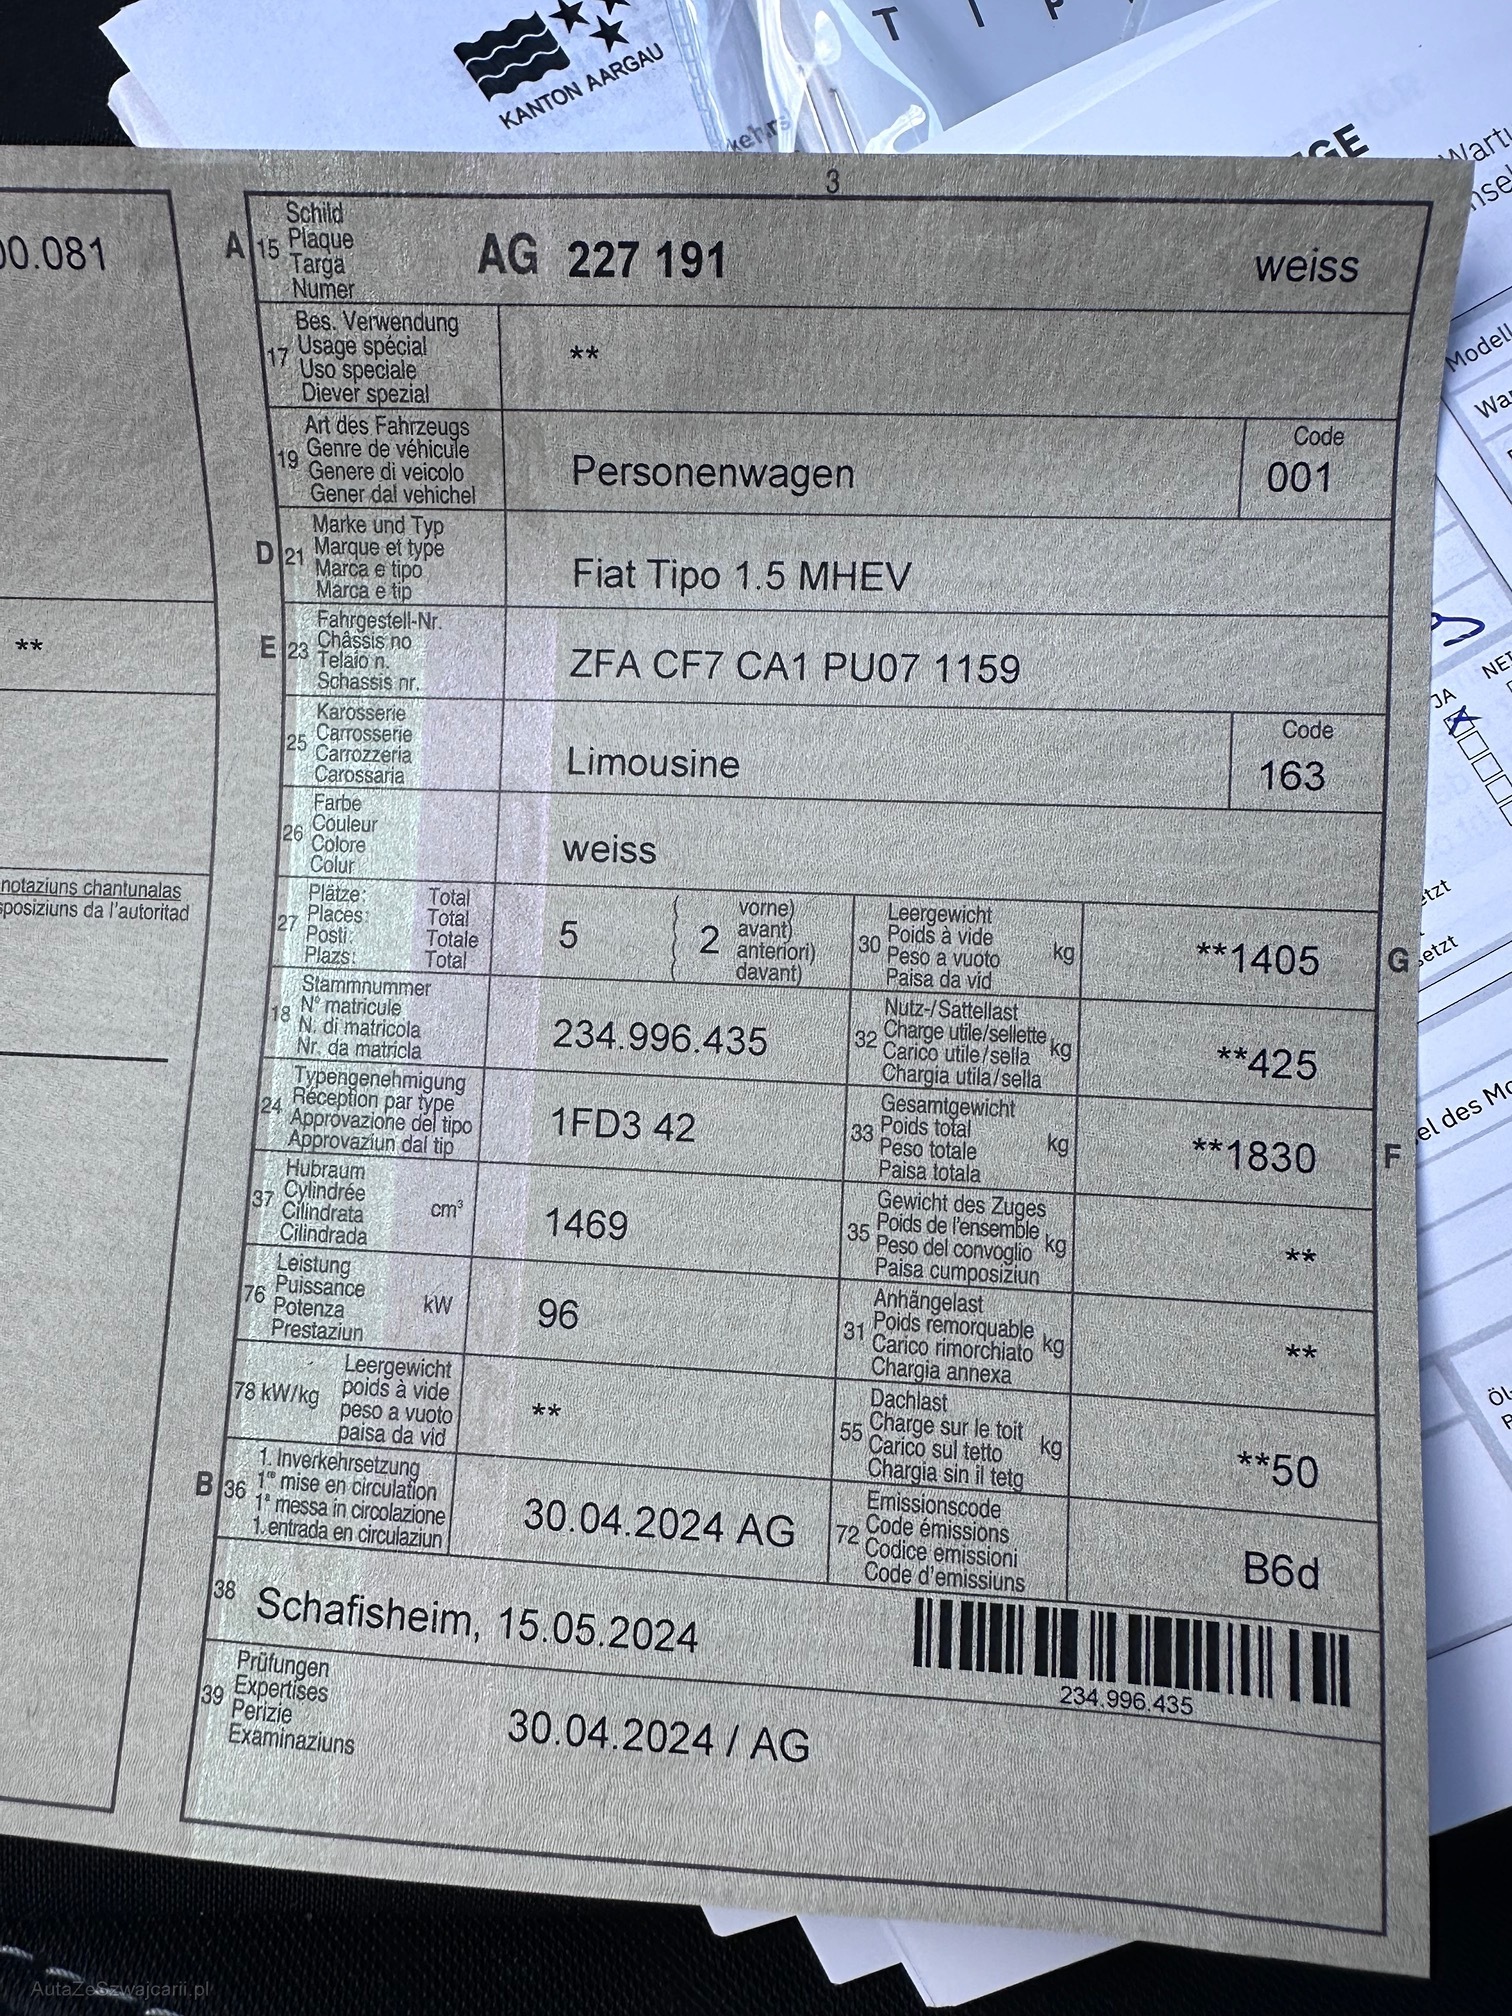 KANTON AARGAU
TIP
GE
3
00.081
**
notaziuns chantunalas
sposiziuns da l'autoritad
A 15 Schild
Plaque
Targa
Numer
AG 227 191 weiss
17 Bes. Verwendung
Usage spécial
Uso speciale
Diever spezial
**
19 Art des Fahrzeugs
Genre de véhicule
Genere di veicolo
Gener dal vehichel
Personenwagen
Code
001
D 21 Marke und Typ
Marque et type
Marca e tipo
Marca e tip
Fiat Tipo 1.5 MHEV
E 23 Fahrgestell-Nr.
Châssis no
Telaio n.
Schassis nr.
ZFA CF7 CA1 PU07 1159
25 Karosserie
Carrosserie
Carrozzeria
Carossaria
Limousine
Code
163
26 Farbe
Couleur
Colore
Colur
weiss
27 Plätze: Total
Places: Total
Posti: Totale
Plazs: Total
5
2
vorne)
avant)
anteriori)
davant)
30 Leergewicht
Poids à vide
Peso a vuoto
Paisa da vid
kg
**1405 G
18 Stammnummer
N° matricule
N. di matricola
Nr. da matricla
234.996.435
32 Nutz-/Sattellast
Charge utile/sellette
Carico utile/sella
Chargia utila/sella
kg
**425
24 Typengenehmigung
Réception par type
Approvazione del tipo
Approvaziun dal tip
1FD3 42
33 Gesamtgewicht
Poids total
Peso totale
Paisa totala
kg
**1830 F
37 Hubraum
Cylindrée
Cilindrata
Cilindrada
cm³
1469
35 Gewicht des Zuges
Poids de l'ensemble
Peso del convoglio
Paisa cumposiziun
kg
**
76 Leistung
Puissance
Potenza
Prestaziun
kW
96
31 Anhängelast
Poids remorquable
Carico rimorchiato
Chargia annexa
kg
**
78 kW/kg Leergewicht
poids à vide
peso a vuoto
paisa da vid
**
55 Dachlast
Charge sur le toit
Carico sul tetto
Chargia sin il tetg
kg
**50
B 36 1. Inverkehrsetzung
1re mise en circulation
1a messa in circolazione
1. entrada en circulaziun
30.04.2024 AG
72 Emissionscode
Code émissions
Codice emissioni
Code d'emissiuns
B6d
38 Schafisheim, 15.05.2024
234.996.435
39 Prüfungen
Expertises
Perizie
Examinaziuns
30.04.2024 / AG
Wartu
nsel
Modell
War
JA
NET
etzt
setzt
el des Mo
Öl-
AutaZeSzwajcarii.pl